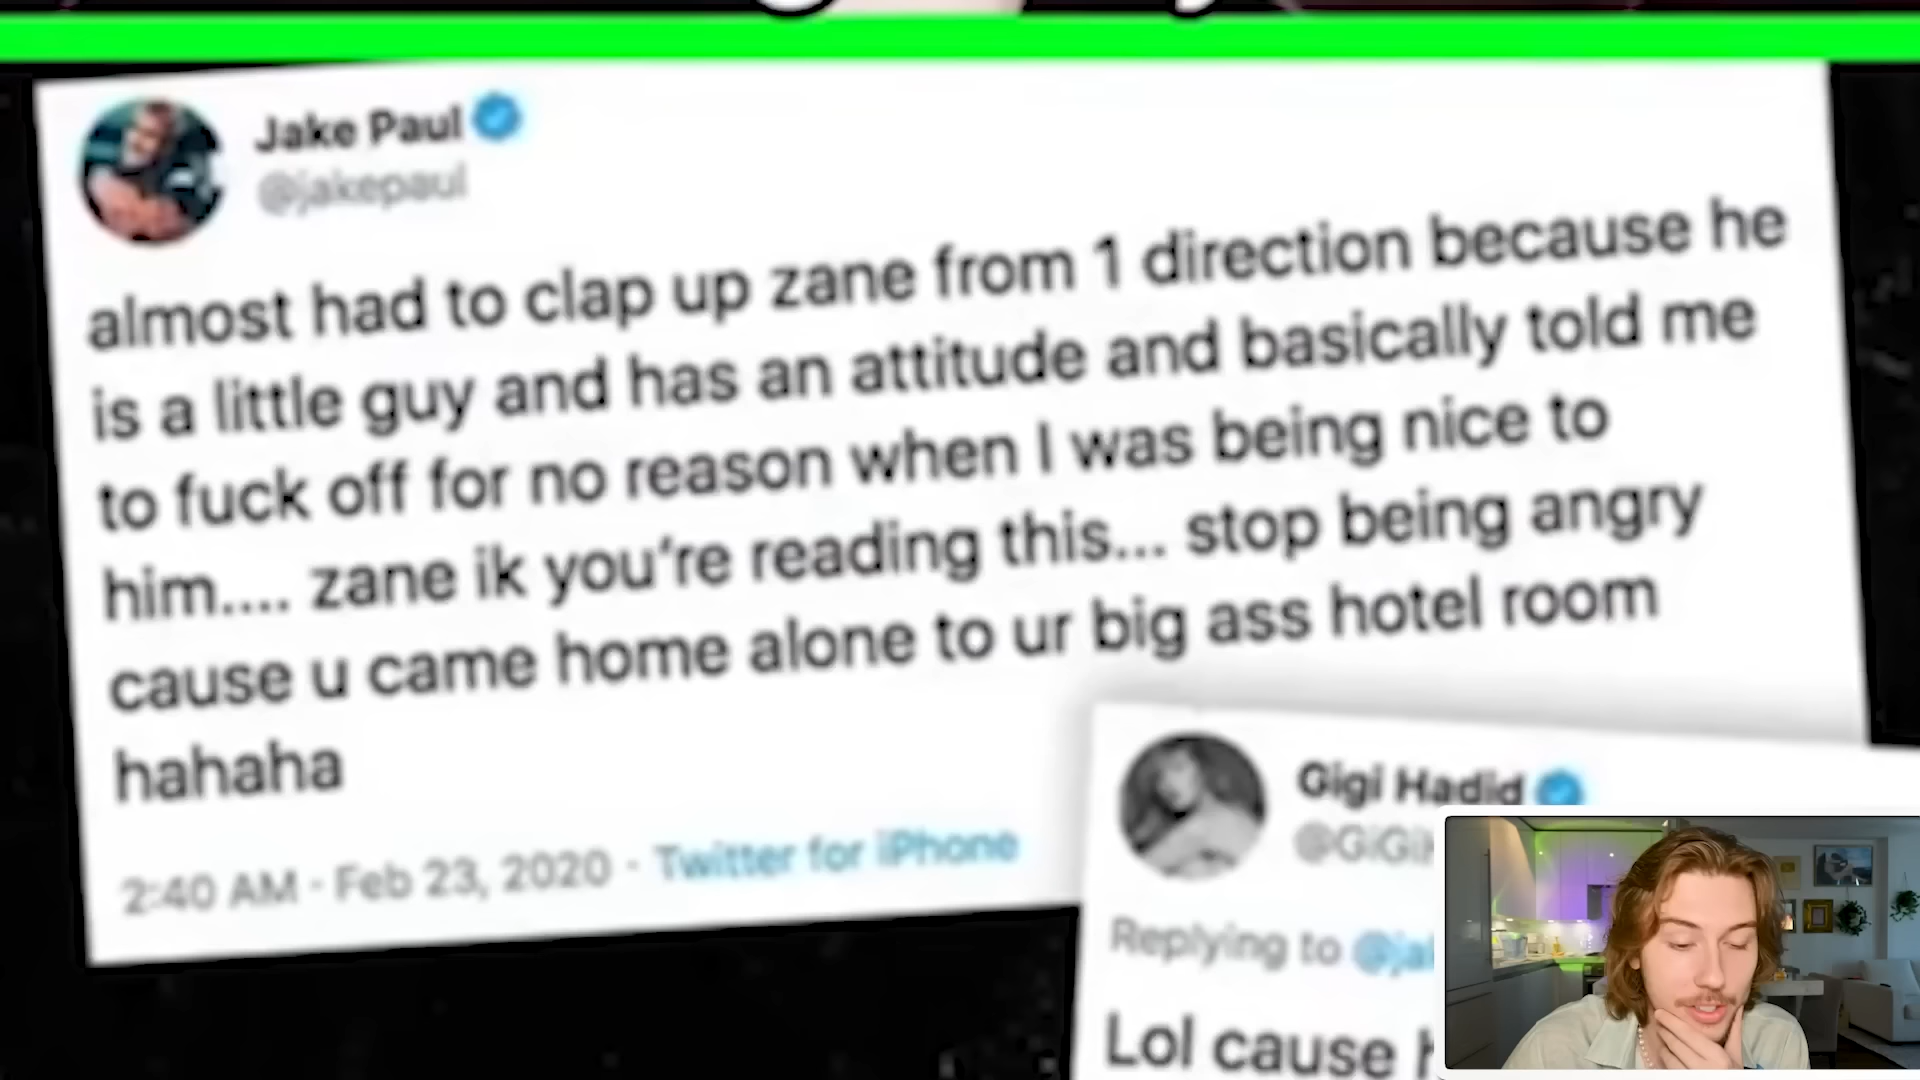 Jake Paul
@jakepaul
almost had to clap up zane from 1 direction because he
is a little guy and has an attitude and basically told me
to fuck off for no reason when I was being nice to
him.... zane ik you're reading this... stop being angry
cause u came home alone to ur big ass hotel room
hahaha
2:40 AM · Feb 23, 2020 · Twitter for iPhone
Gigi Hadid
Replying to
Lol cause